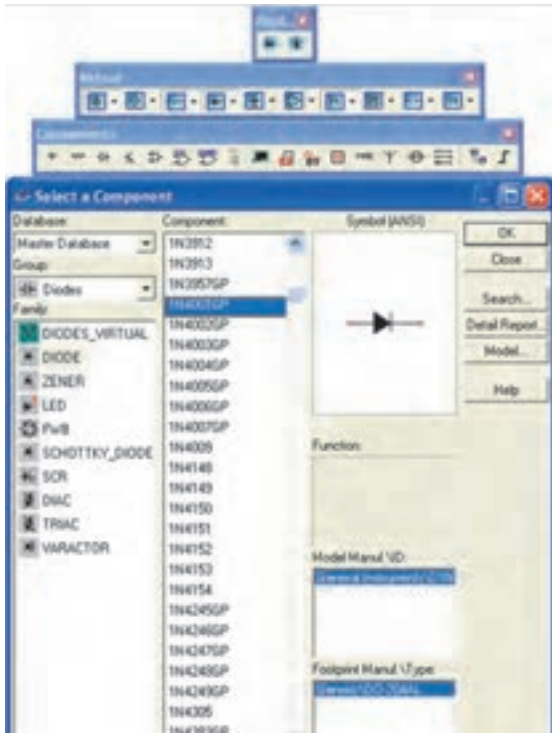 Select a Component
Database:
Master Database
Group:
Diodes
Family:
DIODES_VIRTUAL
DIODE
ZENER
LED
FWB
SCHOTTKY_DIODE
SCR
DIAC
TRIAC
VARACTOR
Component:
1N3912
1N3913
1N3957GP
1N4001GP
1N4002GP
1N4003GP
1N4004GP
1N4005GP
1N4006GP
1N4007GP
1N4009
1N4148
1N4149
1N4150
1N4151
1N4152
1N4153
1N4154
1N4245GP
1N4246GP
1N4247GP
1N4248GP
1N4249GP
1N4305
Symbol (ANSI)
Function:
Model Manuf.\ID:
Footprint Manuf.\Type:
OK
Close
Search...
Detail Report...
Model...
Help